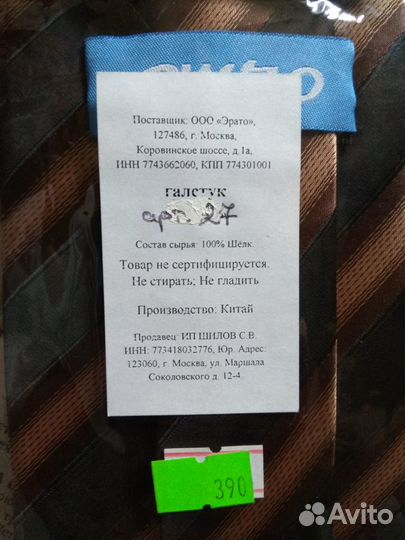 Поставщик: ООО «Эрато»,
127486, г. Москва,
Коровинское шоссе, д.1а,
ИНН 7743662060, КПП 774301001
галстук
арт. 27
Состав сырья: 100% Шёлк.
Товар не сертифицируется.
Не стирать; Не гладить
Производство: Китай
Продавец: ИП ШИЛОВ С.В.
ИНН: 773418032776, Юр. Адрес:
123060, г. Москва, ул. Маршала
Соколовского д. 12-4.
390
Avito